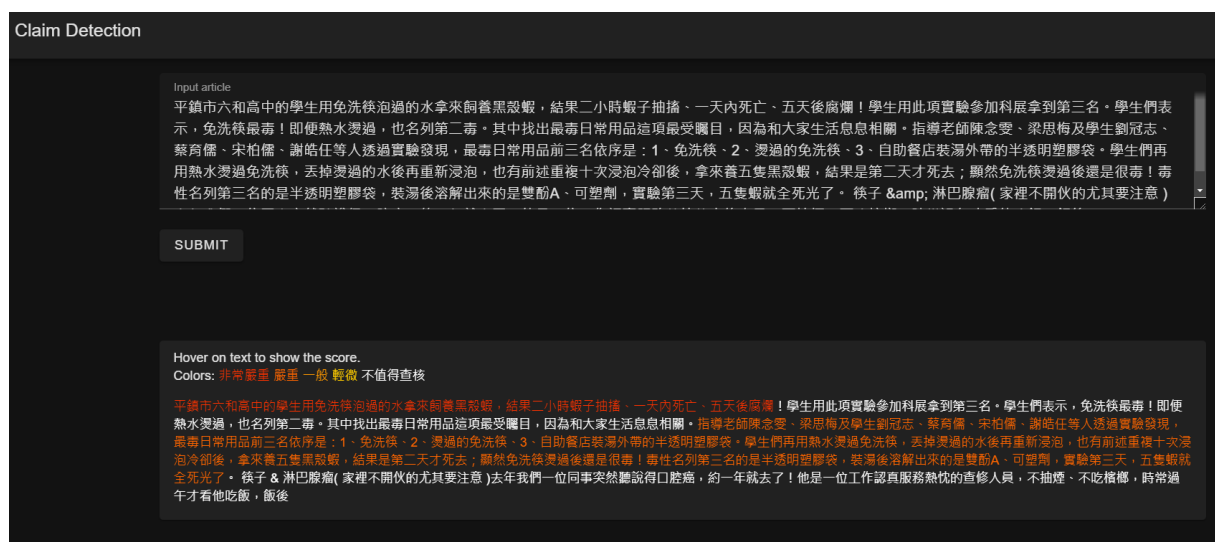 Claim Detection
Input article
平鎮市六和高中的學生用免洗筷泡過的水拿來飼養黑殼蝦，結果二小時蝦子抽搐、一天內死亡、五天後腐爛！學生用此項實驗參加科展拿到第三名。學生們表
示，免洗筷最毒！即便熱水燙過，也名列第二毒。其中找出最毒日常用品這項最受矚目，因為和大家生活息息相關。指導老師陳念雯、梁思梅及學生劉冠志、
蔡育儒、宋柏儒、謝皓任等人透過實驗發現，最毒日常用品前三名依序是：1、免洗筷、2、燙過的免洗筷、3、自助餐店裝湯外帶的半透明塑膠袋。學生們再
用熱水燙過免洗筷，丟掉燙過的水後再重新浸泡，也有前述重複十次浸泡冷卻後，拿來養五隻黑殼蝦，結果是第二天才死去；顯然免洗筷燙過後還是很毒！毒
性名列第三名的是半透明塑膠袋，裝湯後溶解出來的是雙酚A、可塑劑，實驗第三天，五隻蝦就全死光了。 筷子 &amp; 淋巴腺瘤( 家裡不開伙的尤其要注意 )
SUBMIT
Hover on text to show the score.
Colors: 非常嚴重 嚴重 一般 輕微 不值得查核
平鎮市六和高中的學生用免洗筷泡過的水拿來飼養黑殼蝦，結果二小時蝦子抽搐、一天內死亡、五天後腐爛！學生用此項實驗參加科展拿到第三名。學生們表示，免洗筷最毒！即便
熱水燙過，也名列第二毒。其中找出最毒日常用品這項最受矚目，因為和大家生活息息相關。指導老師陳念雯、梁思梅及學生劉冠志、蔡育儒、宋柏儒、謝皓任等人透過實驗發現，
最毒日常用品前三名依序是：1、免洗筷、2、燙過的免洗筷、3、自助餐店裝湯外帶的半透明塑膠袋。學生們再用熱水燙過免洗筷，丟掉燙過的水後再重新浸泡，也有前述重複十次浸
泡冷卻後，拿來養五隻黑殼蝦，結果是第二天才死去；顯然免洗筷燙過後還是很毒！毒性名列第三名的是半透明塑膠袋，裝湯後溶解出來的是雙酚A、可塑劑，實驗第三天，五隻蝦就
全死光了。 筷子 & 淋巴腺瘤( 家裡不開伙的尤其要注意 )去年我們一位同事突然聽說得口腔癌，約一年就去了！他是一位工作認真服務熱忱的查修人員，不抽煙、不吃檳榔，時常過
午才看他吃飯，飯後